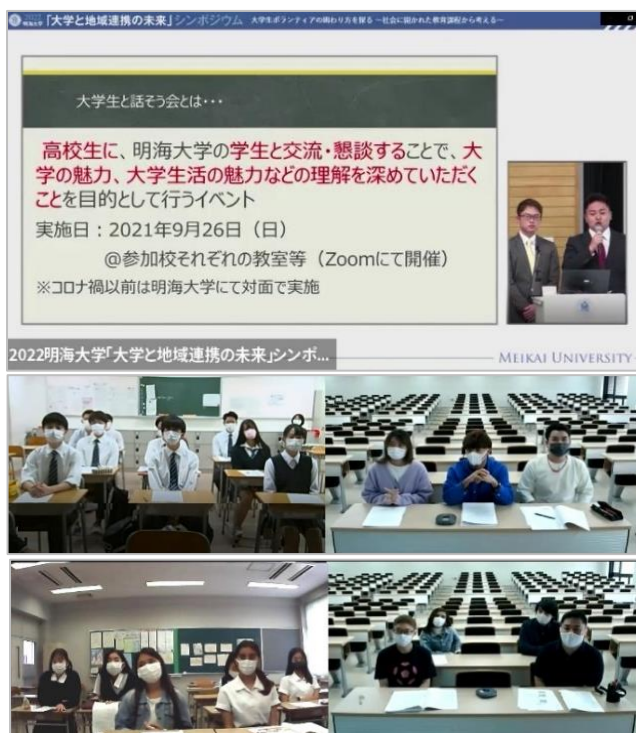 2022 明海大学 「大学と地域連携の未来」シンポジウム 大学生ボランティアの関わり方を探る ～社会に開かれた教育課程から考える～
大学生と話そう会とは・・・
高校生に、明海大学の学生と交流・懇談することで、大
学の魅力、大学生活の魅力などの理解を深めていただく
ことを目的として行うイベント
実施日：2021年9月26日（日）
@参加校それぞれの教室等（Zoomにて開催）
※コロナ禍以前は明海大学にて対面で実施
2022明海大学「大学と地域連携の未来」シンポ...
MEIKAI UNIVERSITY